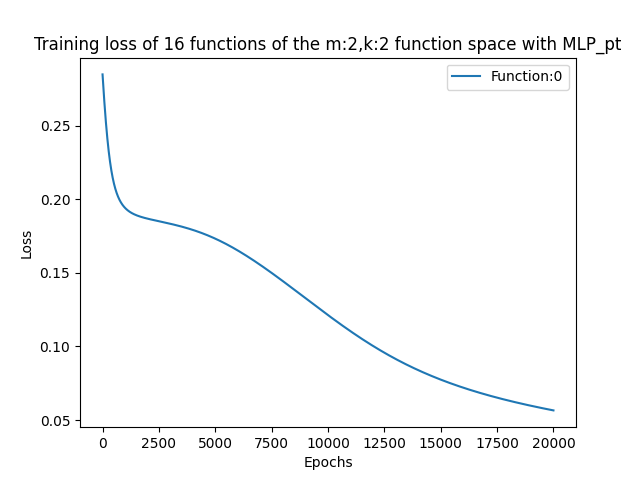 Training loss of 16 functions of the m:2,k:2 function space with MLP_pt
Function:0
Loss
0.25
0.20
0.15
0.10
0.05
0 2500 5000 7500 10000 12500 15000 17500 20000
Epochs